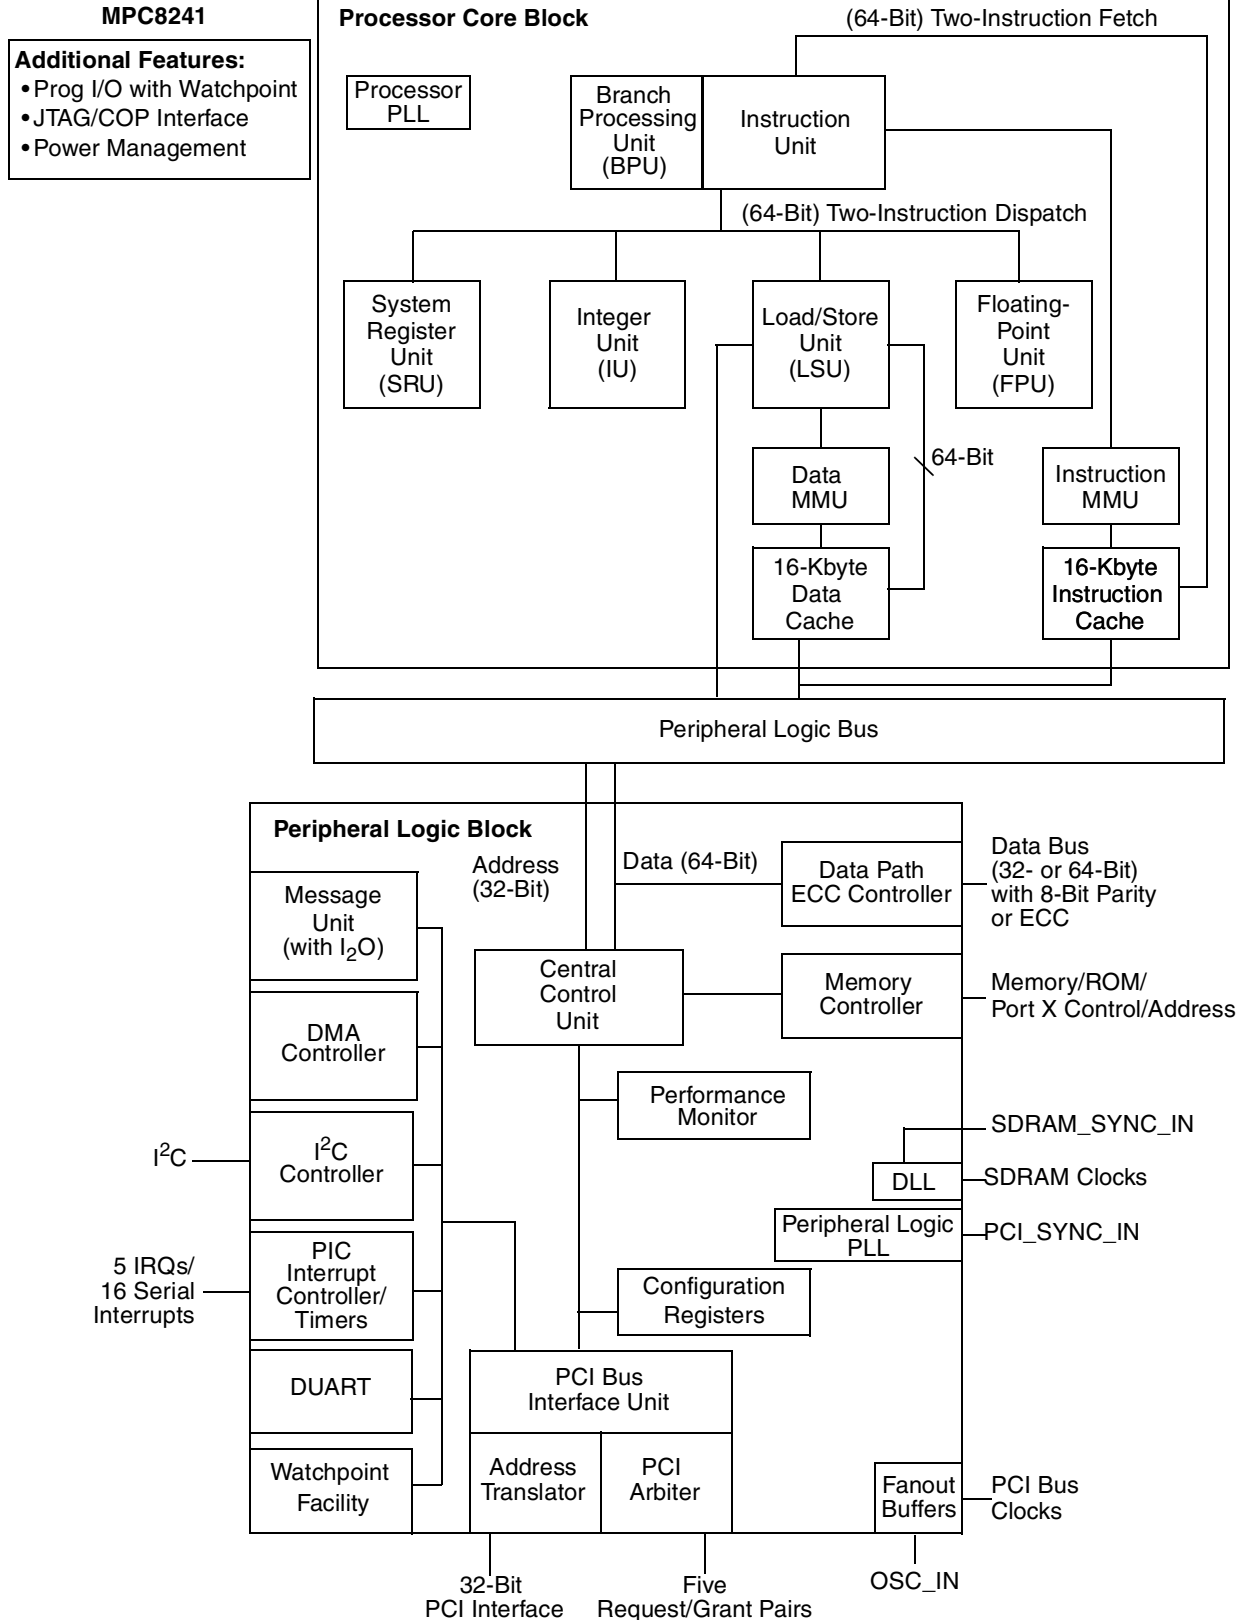 MPC8241
Additional Features:
• Prog I/O with Watchpoint
• JTAG/COP Interface
• Power Management
Processor Core Block
(64-Bit) Two-Instruction Fetch
Processor
PLL
Branch
Processing
Unit
(BPU)
Instruction
Unit
(64-Bit) Two-Instruction Dispatch
System
Register
Unit
(SRU)
Integer
Unit
(IU)
Load/Store
Unit
(LSU)
Floating-
Point
Unit
(FPU)
64-Bit
Data
MMU
Instruction
MMU
16-Kbyte
Data
Cache
16-Kbyte
Instruction
Cache
Peripheral Logic Bus
Peripheral Logic Block
Address
(32-Bit)
Data (64-Bit)
Data Path
ECC Controller
Data Bus
(32- or 64-Bit)
with 8-Bit Parity
or ECC
Message
Unit
(with I2O)
Central
Control
Unit
Memory
Controller
Memory/ROM/
Port X Control/Address
DMA
Controller
Performance
Monitor
SDRAM_SYNC_IN
I2C
I2C
Controller
DLL
SDRAM Clocks
Peripheral Logic
PLL
PCI_SYNC_IN
5 IRQs/
16 Serial
Interrupts
PIC
Interrupt
Controller/
Timers
Configuration
Registers
DUART
PCI Bus
Interface Unit
Watchpoint
Facility
Address
Translator
PCI
Arbiter
Fanout
Buffers
PCI Bus
Clocks
32-Bit
PCI Interface
Five
Request/Grant Pairs
OSC_IN